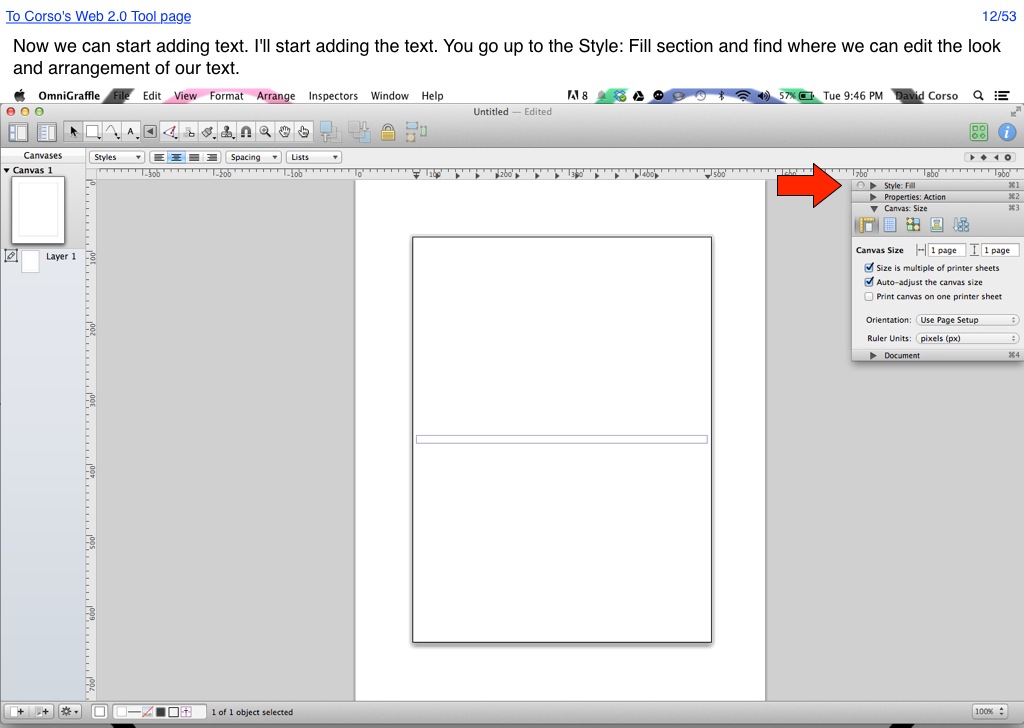 To Corso's Web 2.0 Tool page
12/53
Now we can start adding text. I'll start adding the text. You go up to the Style: Fill section and find where we can edit the look
and arrangement of our text.
OmniGraffle File Edit View Format Arrange Inspectors Window Help 8 57% Tue 9:46 PM David Corso
Untitled — Edited
Canvases
Styles Spacing Lists
Canvas 1
-300 -200 -100 0 100 200 300 400 500 700 800 900
Style: Fill ⌘1
Properties: Action ⌘2
Canvas: Size ⌘3
Canvas Size 1 page 1 page
Size is multiple of printer sheets
Auto-adjust the canvas size
Print canvas on one printer sheet
Orientation: Use Page Setup
Ruler Units: pixels (px)
Document ⌘4
Layer 1
0
100
200
300
400
500
600
700
1 of 1 object selected
100%